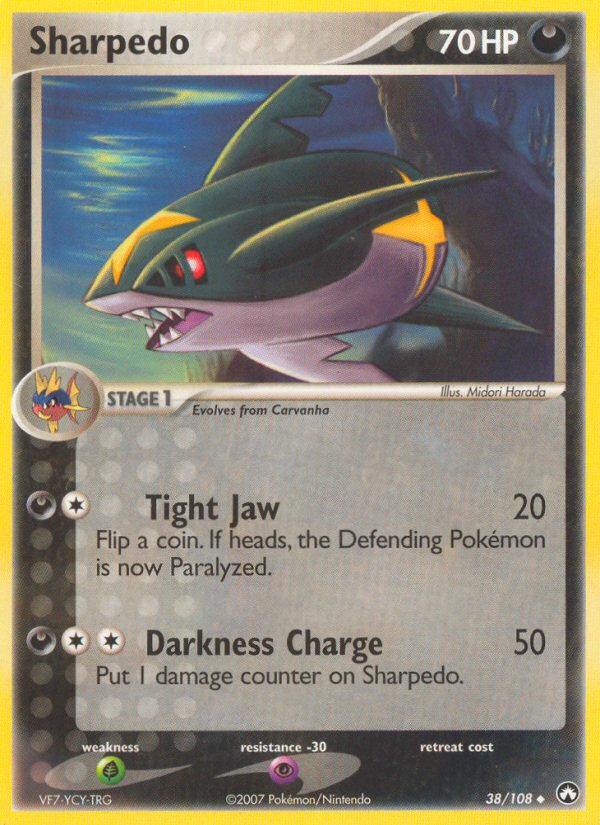 Sharpedo 70 HP
Illus. Midori Harada
STAGE 1
Evolves from Carvanha
Tight Jaw 20
Flip a coin. If heads, the Defending Pokémon
is now Paralyzed.
Darkness Charge 50
Put 1 damage counter on Sharpedo.
weakness resistance -30 retreat cost
VF7-YCY-TRG ©2007 Pokémon/Nintendo 38/108